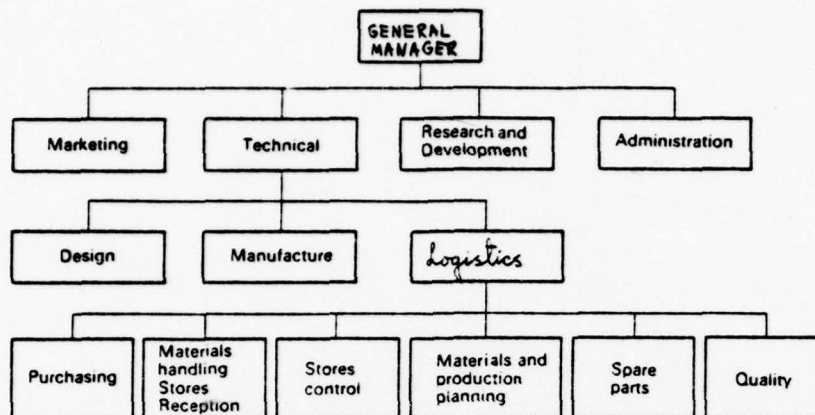 GENERAL
MANAGER
Marketing
Technical
Research and
Development
Administration
Design
Manufacture
Logistics
Purchasing
Materials
handling
Stores
Reception
Stores
control
Materials and
production
planning
Spare
parts
Quality